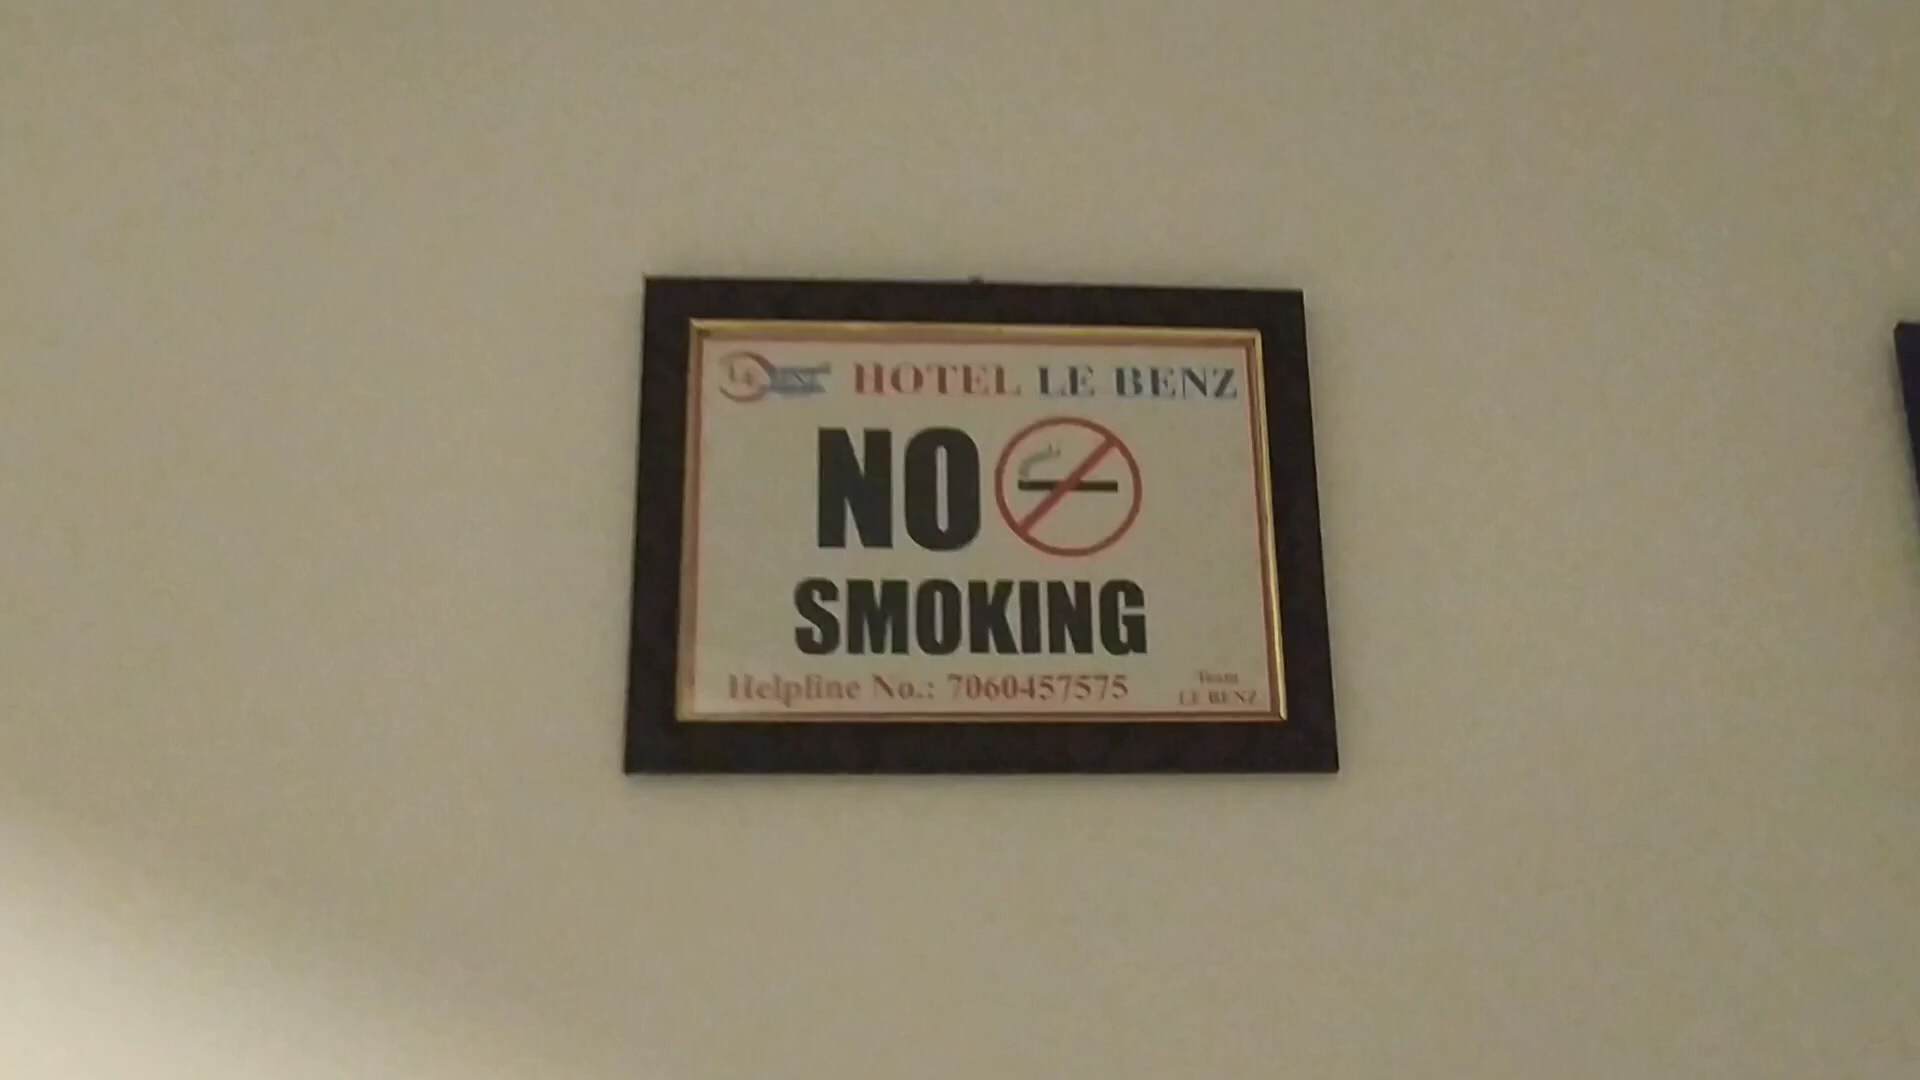 HOTEL LE BENZ
NO
SMOKING
Helpline No.: 7060457575
Team
LE BENZ